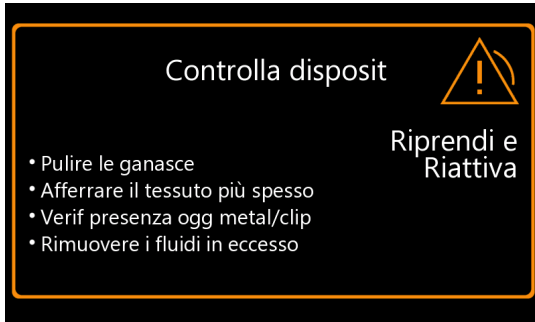 Controlla disposit
Riprendi e
Riattiva
• Pulire le ganasce
• Afferrare il tessuto più spesso
• Verif presenza ogg metal/clip
• Rimuovere i fluidi in eccesso